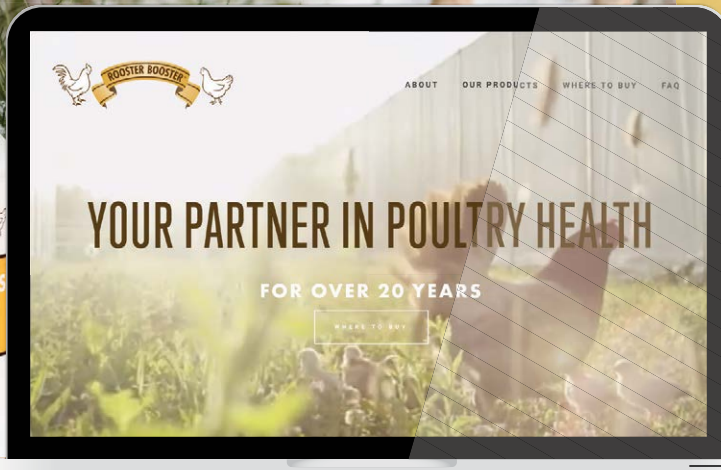 ROOSTER BOOSTER
ABOUT OUR PRODUCTS WHERE TO BUY FAQ
YOUR PARTNER IN POULTRY HEALTH
FOR OVER 20 YEARS
WHERE TO BUY
S